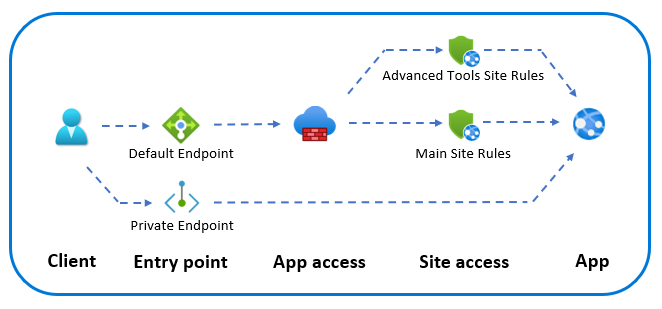 Advanced Tools Site Rules
Default Endpoint
Main Site Rules
Private Endpoint
Client
Entry point
App access
Site access
App